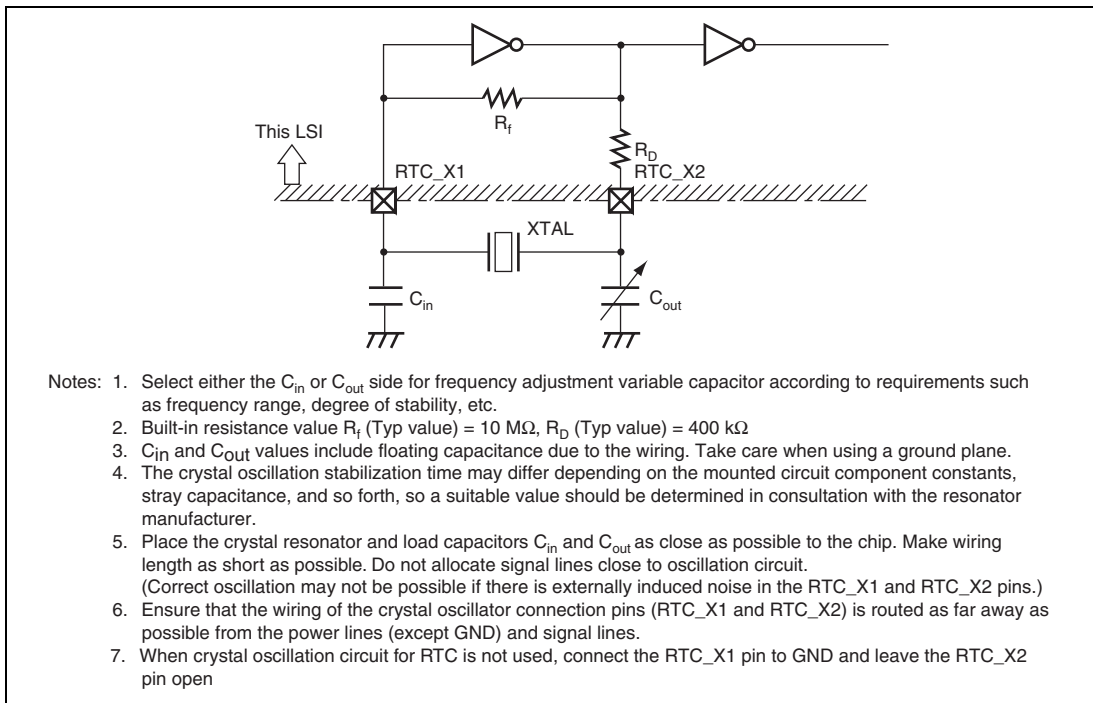 R_f
This LSI
R_D
RTC_X1
RTC_X2
XTAL
C_in
C_out
Notes: 1. Select either the C_in or C_out side for frequency adjustment variable capacitor according to requirements such
as frequency range, degree of stability, etc.
2. Built-in resistance value R_f (Typ value) = 10 MΩ, R_D (Typ value) = 400 kΩ
3. Cin and Cout values include floating capacitance due to the wiring. Take care when using a ground plane.
4. The crystal oscillation stabilization time may differ depending on the mounted circuit component constants,
stray capacitance, and so forth, so a suitable value should be determined in consultation with the resonator
manufacturer.
5. Place the crystal resonator and load capacitors C_in and C_out as close as possible to the chip. Make wiring
length as short as possible. Do not allocate signal lines close to oscillation circuit.
(Correct oscillation may not be possible if there is externally induced noise in the RTC_X1 and RTC_X2 pins.)
6. Ensure that the wiring of the crystal oscillator connection pins (RTC_X1 and RTC_X2) is routed as far away as
possible from the power lines (except GND) and signal lines.
7. When crystal oscillation circuit for RTC is not used, connect the RTC_X1 pin to GND and leave the RTC_X2
pin open